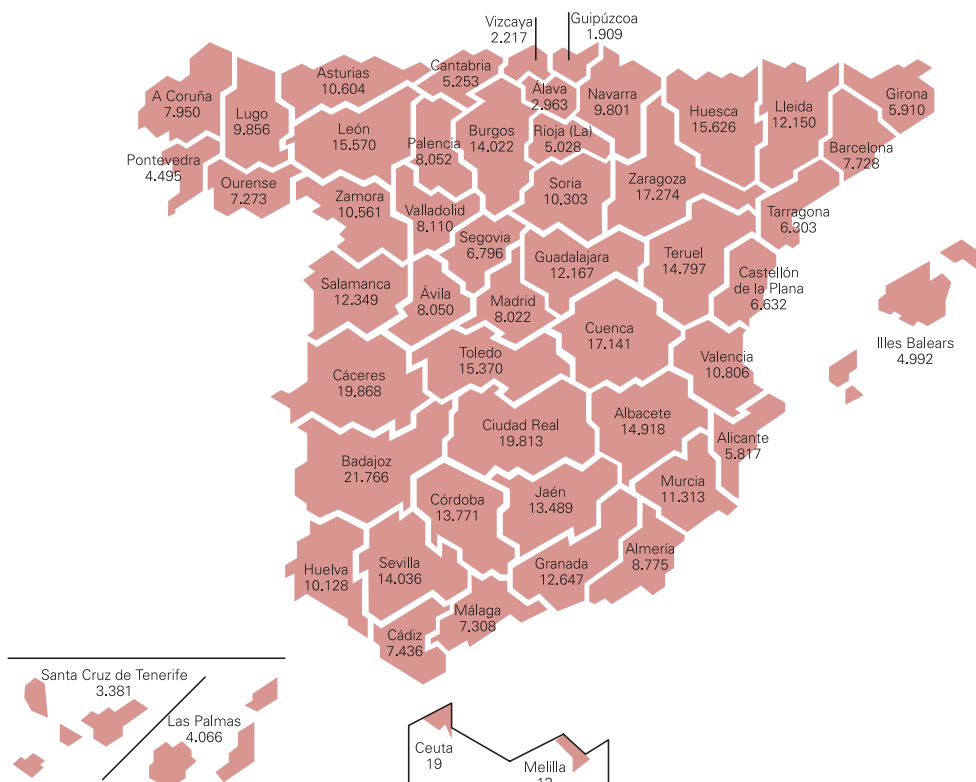 Vizcaya
2.217
Guipúzcoa
1.909
Cantabria
5.253
Asturias
10.604
A Coruña
7.950
Lugo
9.856
Álava
2.963
Navarra
9.801
Huesca
15.626
Lleida
12.150
Girona
5.910
León
15.570
Palencia
8.052
Burgos
14.022
Rioja (La)
5.028
Barcelona
7.728
Pontevedra
4.495
Ourense
7.273
Zamora
10.561
Valladolid
8.110
Soria
10.303
Zaragoza
17.274
Tarragona
6.303
Segovia
6.796
Guadalajara
12.167
Teruel
14.797
Castellón
de la Plana
6.632
Salamanca
12.349
Ávila
8.050
Madrid
8.022
Cuenca
17.141
Illes Balears
4.992
Toledo
15.370
Valencia
10.806
Cáceres
19.868
Ciudad Real
19.813
Albacete
14.918
Alicante
5.817
Badajoz
21.766
Córdoba
13.771
Jaén
13.489
Murcia
11.313
Huelva
10.128
Sevilla
14.036
Granada
12.647
Almería
8.775
Málaga
7.308
Cádiz
7.436
Santa Cruz de Tenerife
3.381
Las Palmas
4.066
Ceuta
19
Melilla